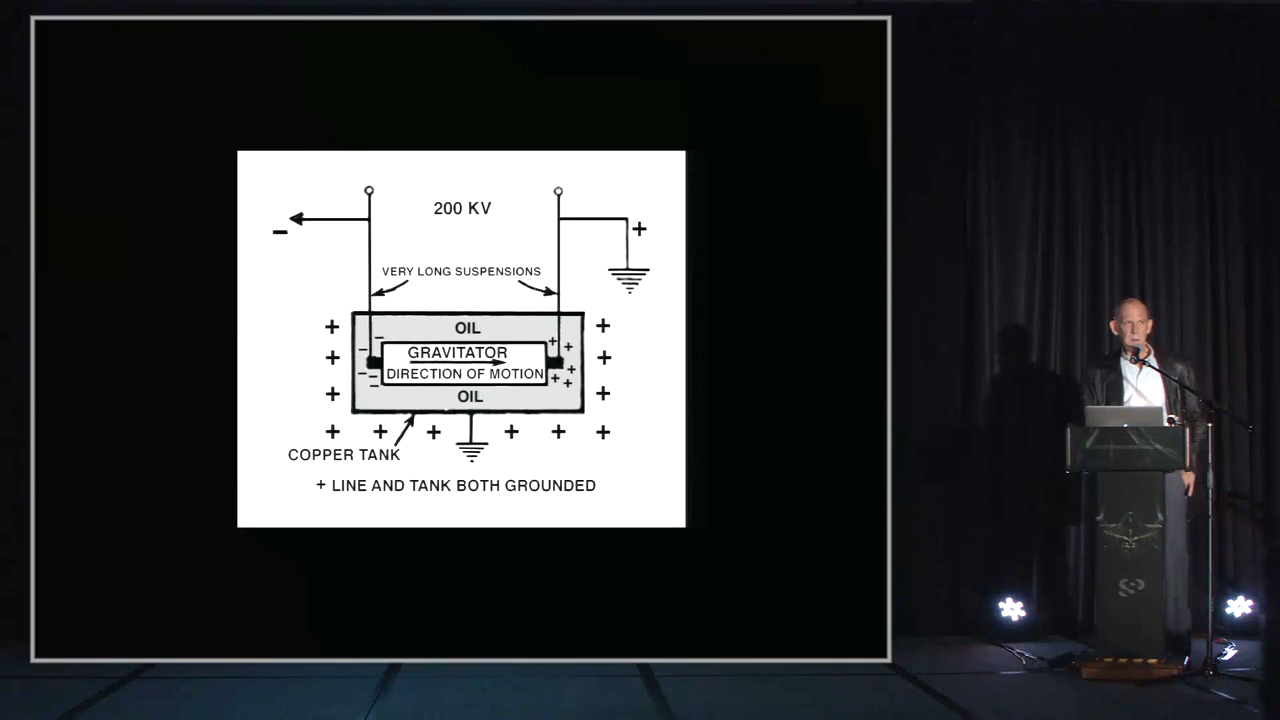 200 KV
−
+
VERY LONG SUSPENSIONS
OIL
GRAVITATOR
DIRECTION OF MOTION
OIL
COPPER TANK
+ LINE AND TANK BOTH GROUNDED